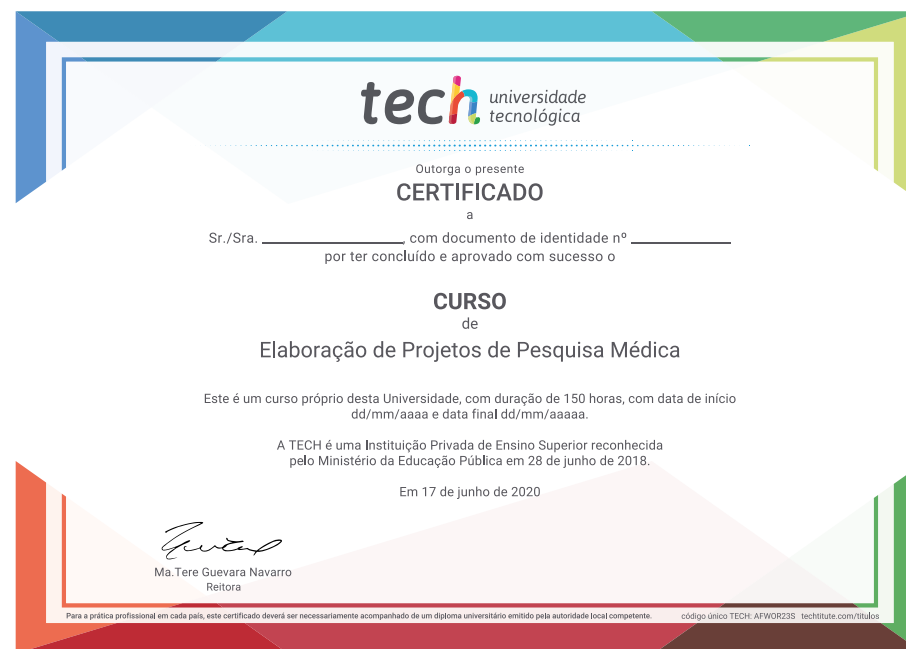 tech universidade
tecnológica
Outorga o presente
CERTIFICADO
a
Sr./Sra. ________________, com documento de identidade nº ____________
por ter concluído e aprovado com sucesso o
CURSO
de
Elaboração de Projetos de Pesquisa Médica
Este é um curso próprio desta Universidade, com duração de 150 horas, com data de início
dd/mm/aaaa e data final dd/mm/aaaaa.
A TECH é uma Instituição Privada de Ensino Superior reconhecida
pelo Ministério da Educação Pública em 28 de junho de 2018.
Em 17 de junho de 2020
Ma.Tere Guevara Navarro
Reitora
Para a prática profissional em cada país, este certificado deverá ser necessariamente acompanhado de um diploma universitário emitido pela autoridade local competente. código único TECH: AFWOR23S techtitute.com/titulos